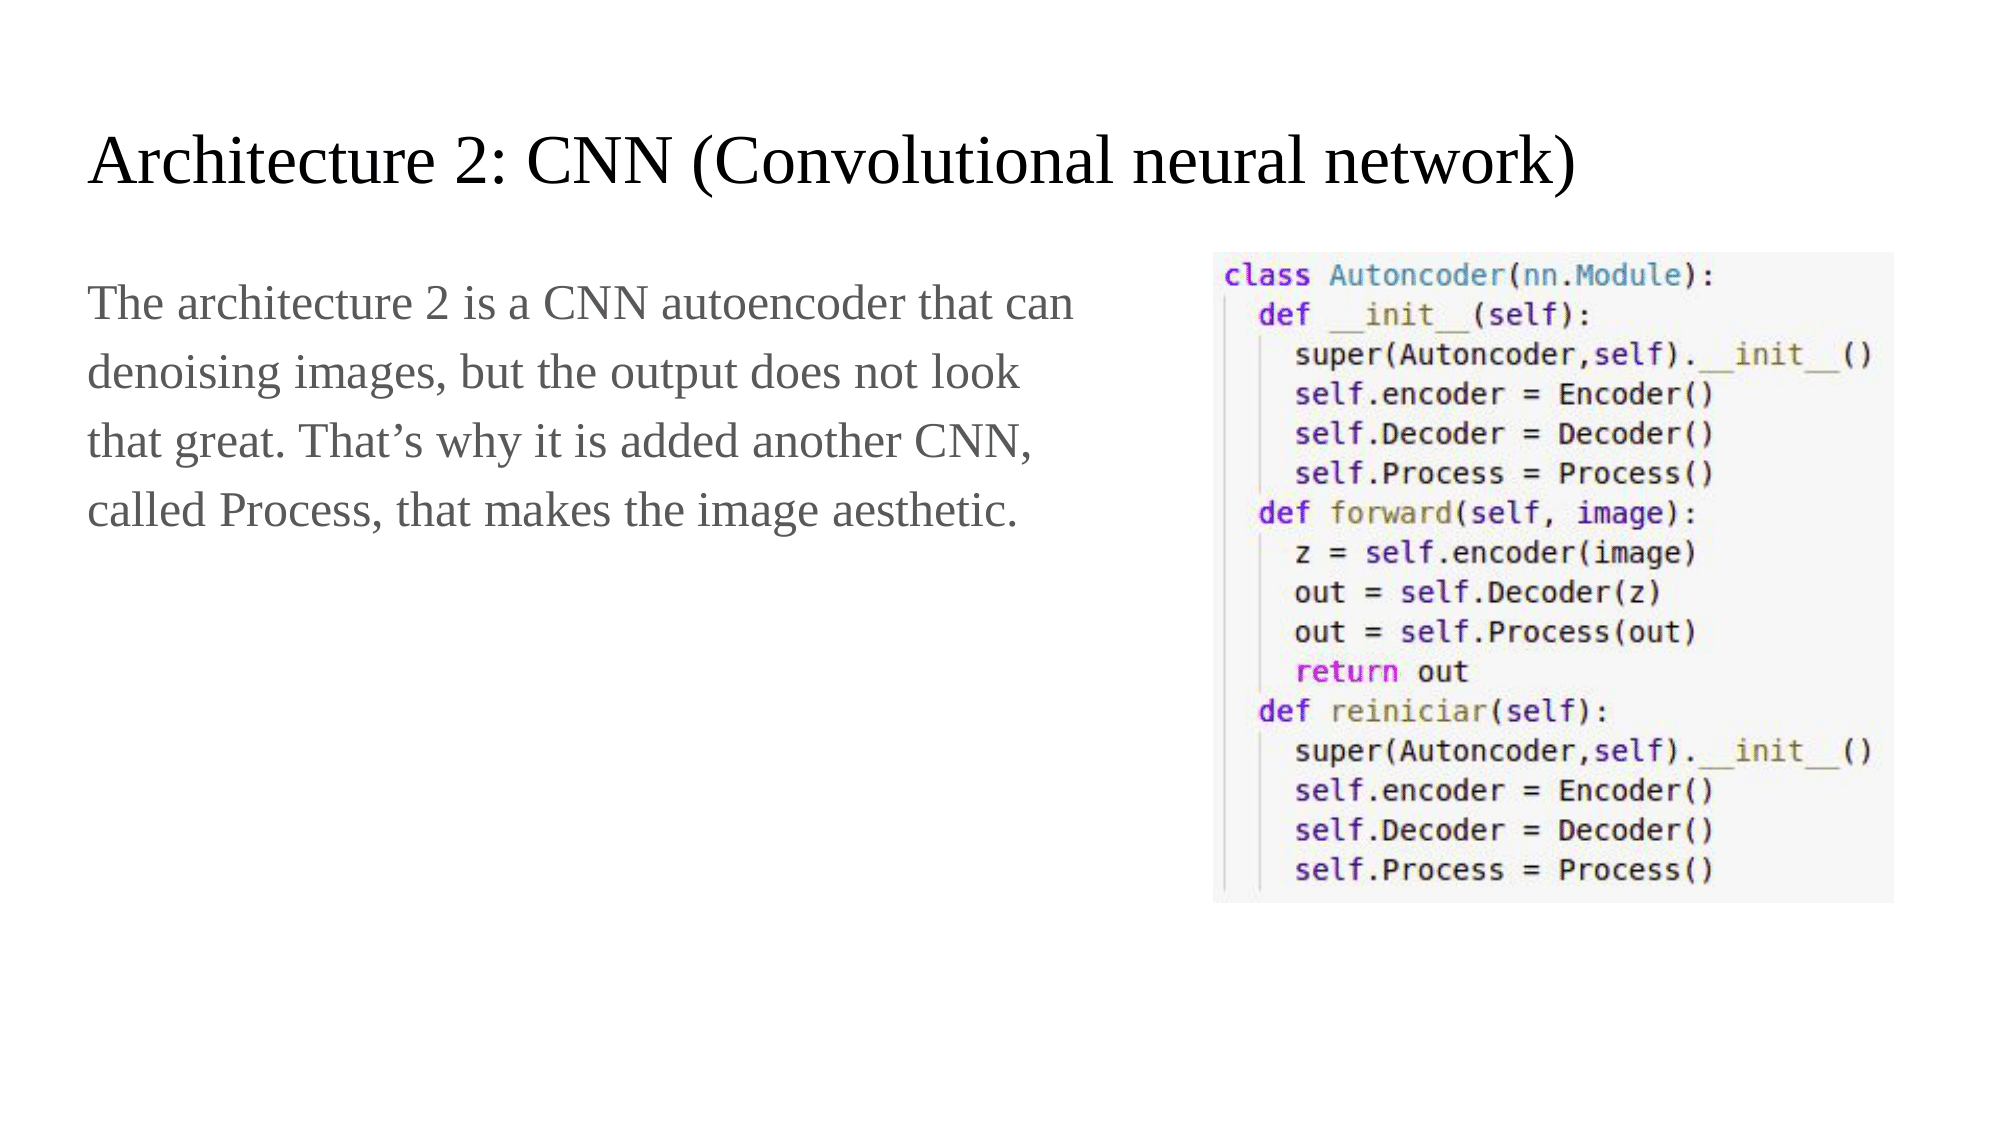 Architecture 2: CNN (Convolutional neural network)
The architecture 2 is a CNN autoencoder that can
denoising images, but the output does not look
that great. That’s why it is added another CNN,
called Process, that makes the image aesthetic.
class Autoncoder(nn.Module):
  def __init__(self):
    super(Autoncoder,self).__init__()
    self.encoder = Encoder()
    self.Decoder = Decoder()
    self.Process = Process()
  def forward(self, image):
    z = self.encoder(image)
    out = self.Decoder(z)
    out = self.Process(out)
    return out
  def reiniciar(self):
    super(Autoncoder,self).__init__()
    self.encoder = Encoder()
    self.Decoder = Decoder()
    self.Process = Process()